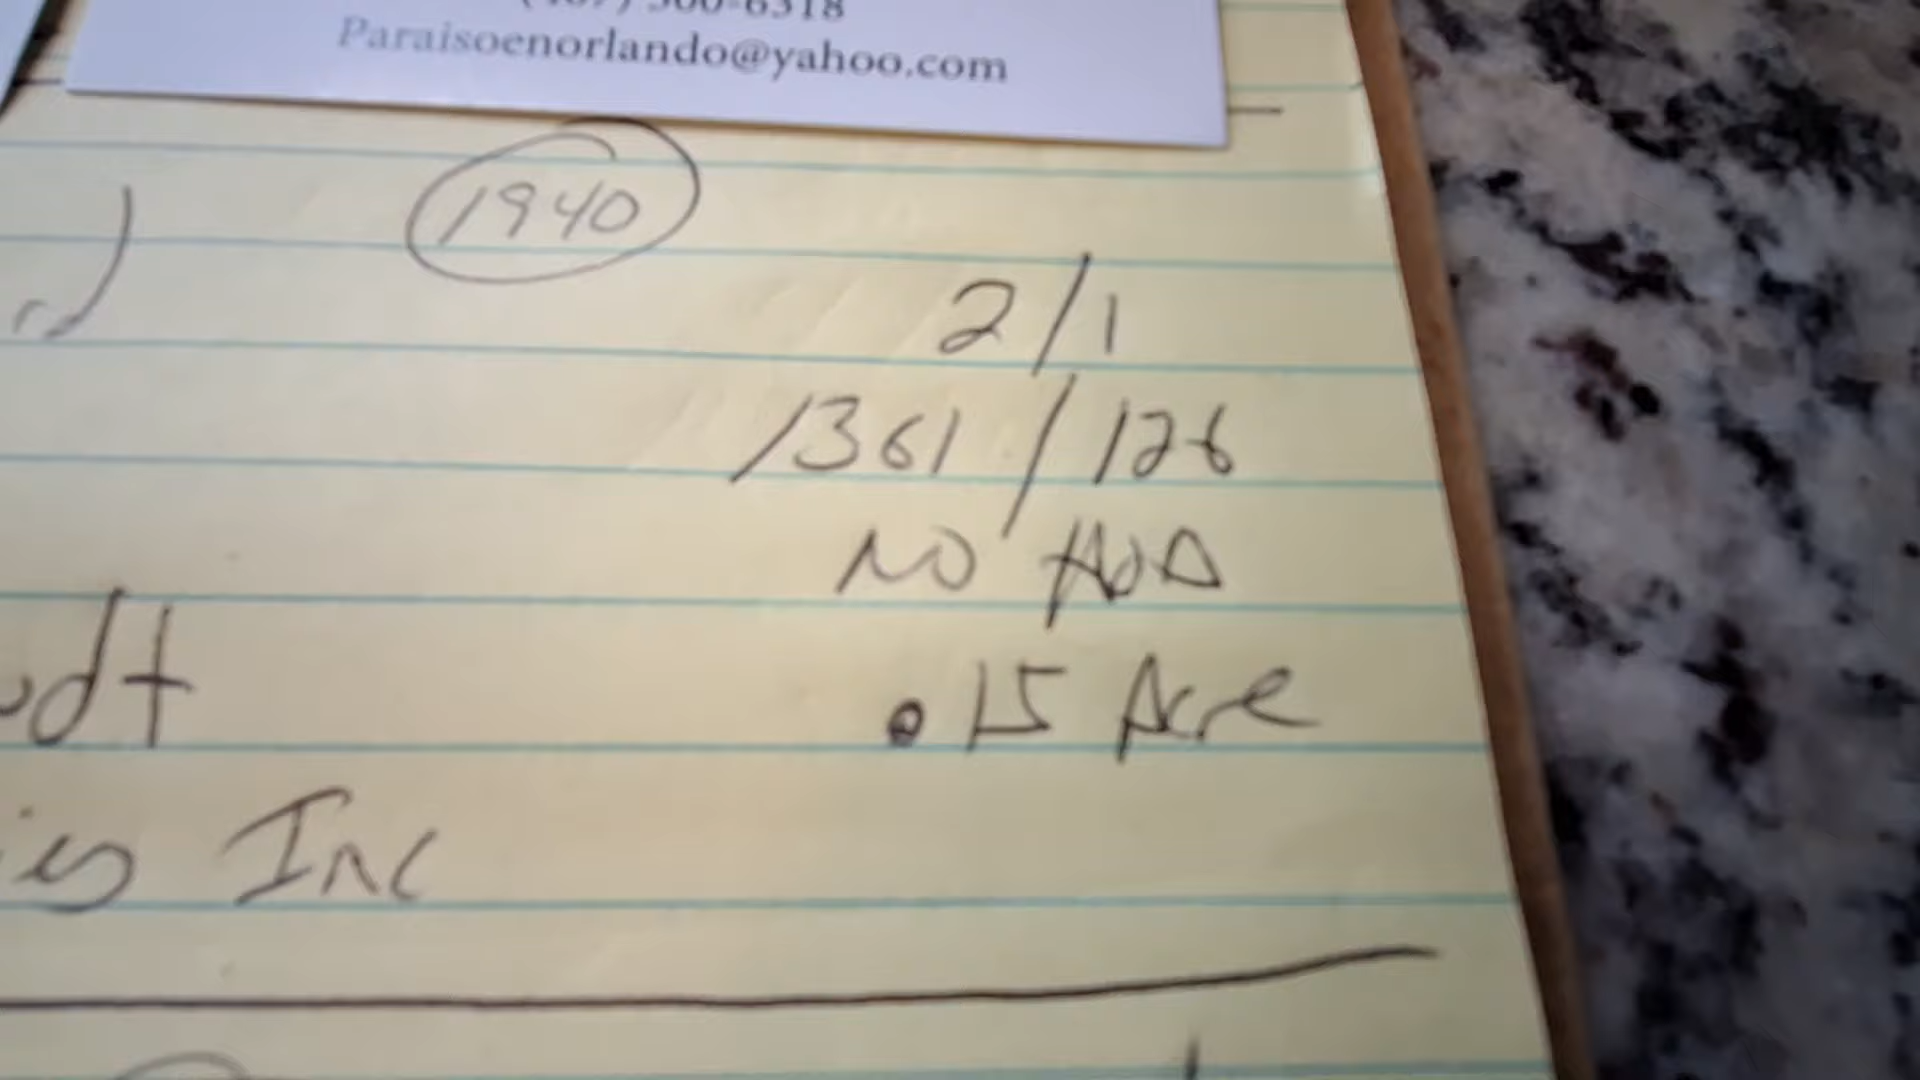 Paraisoenorlando@yahoo.com
1940
2/1
1361/126
NO HOA
.15 Acre
Inc